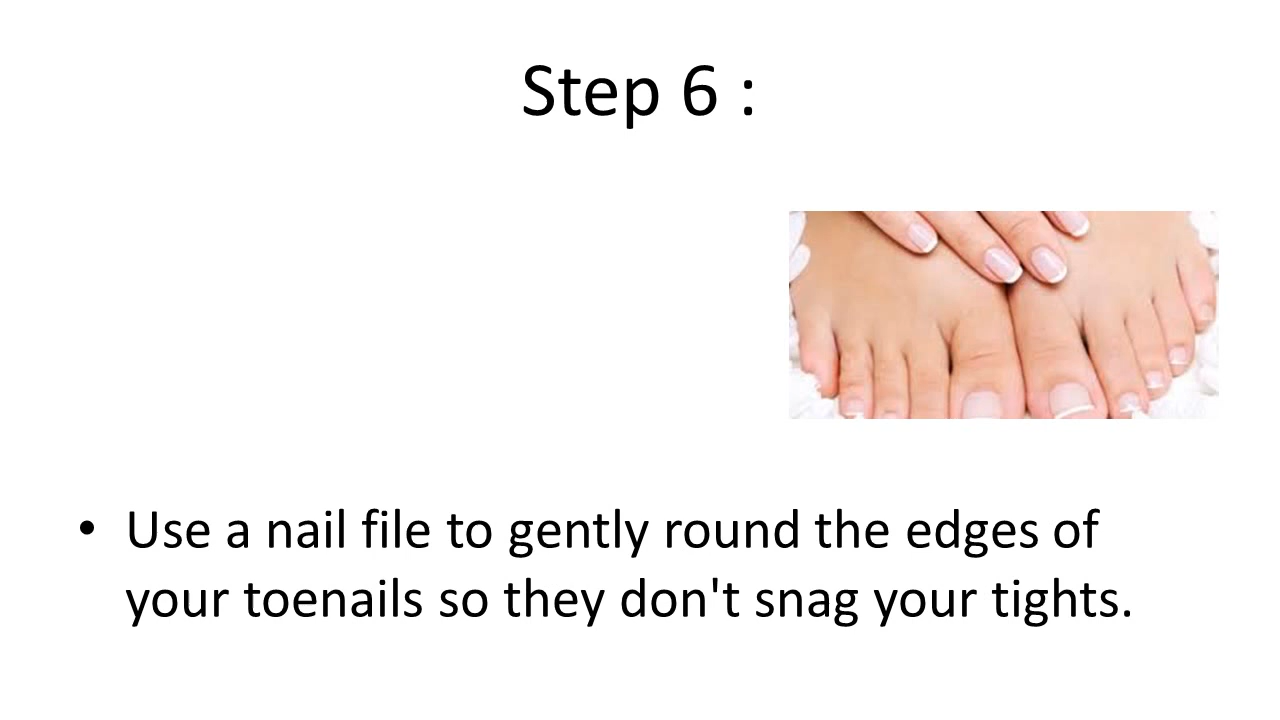 Step 6 :
• Use a nail file to gently round the edges of
your toenails so they don't snag your tights.